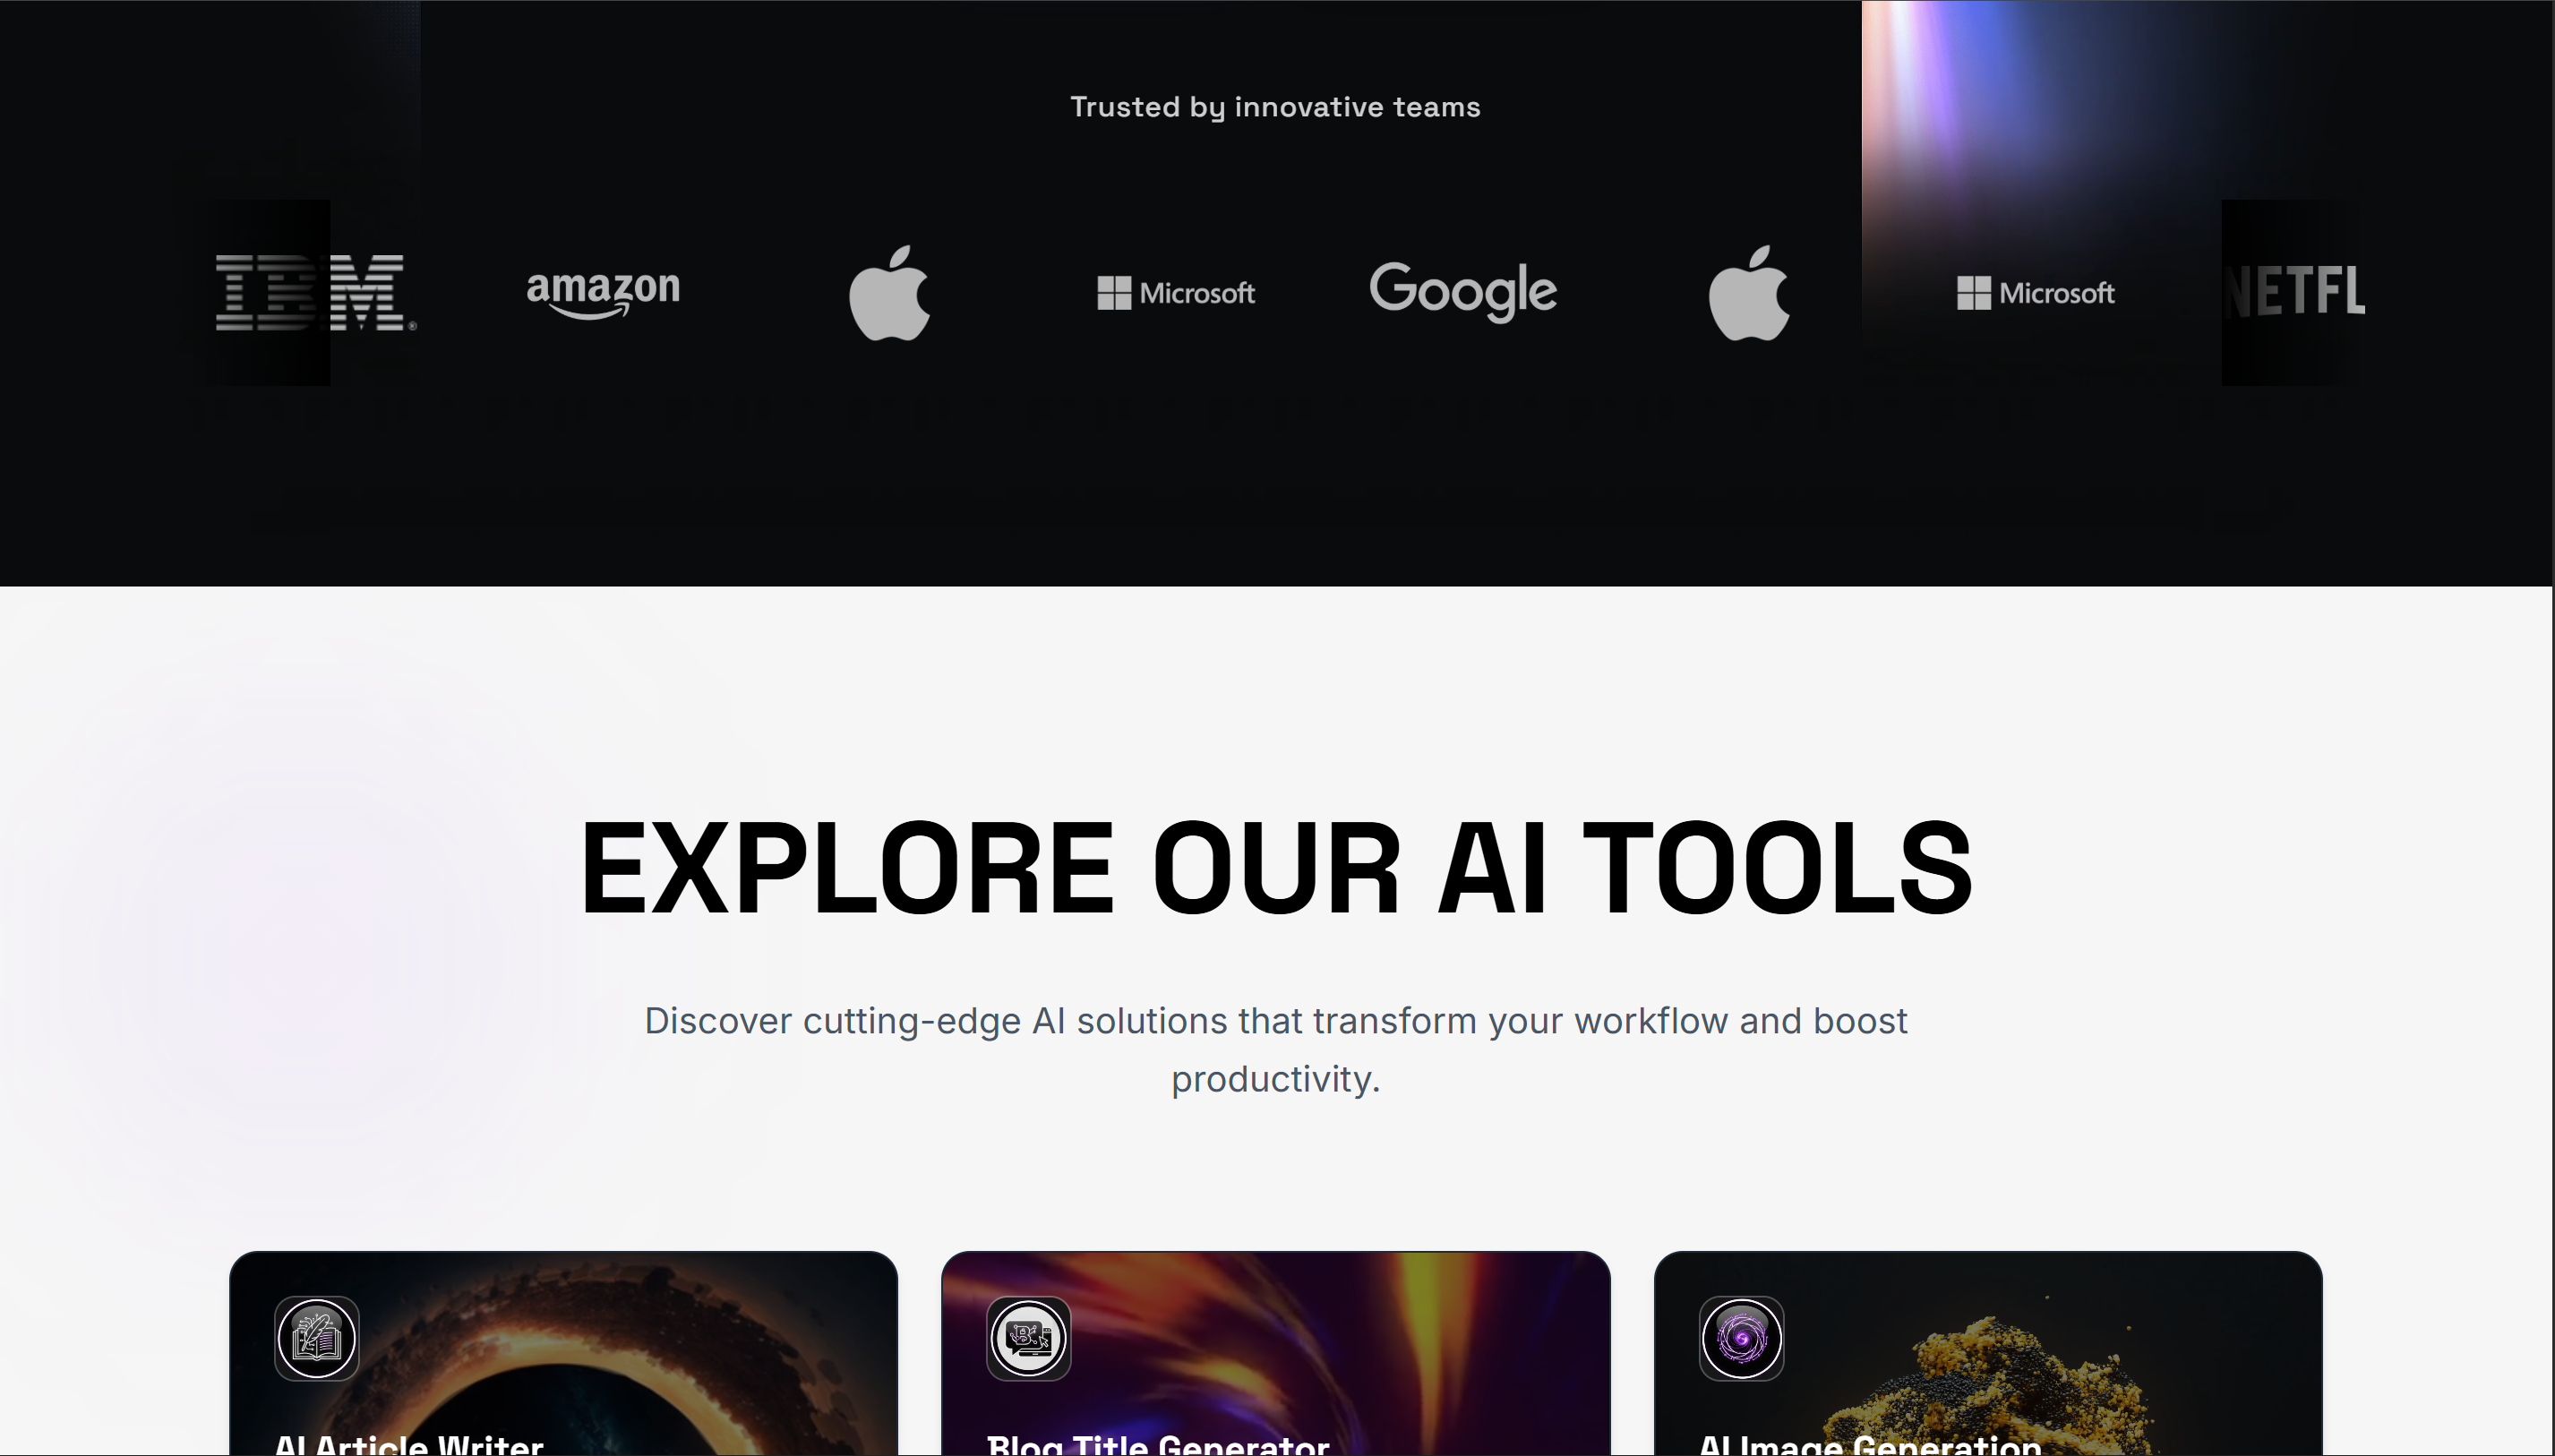 Trusted by innovative teams
IBM
amazon
Microsoft
Google
Microsoft
NETFL
EXPLORE OUR AI TOOLS
Discover cutting-edge AI solutions that transform your workflow and boost
productivity.
AI Article Writer
Blog Title Generator
AI Image Generation